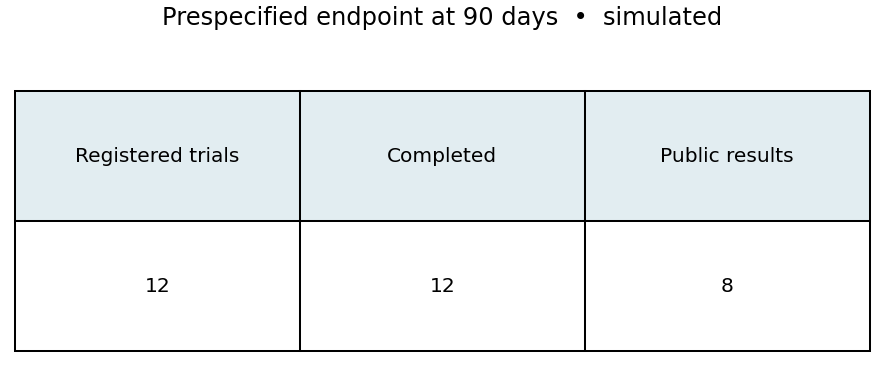 Prespecified endpoint at 90 days • simulated
Registered trials Completed Public results
12 12 8